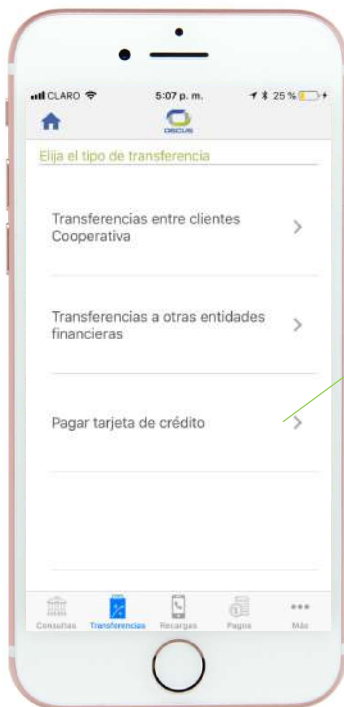 CLARO 5:07 p. m. 25 %
OSCUS
Elija el tipo de transferencia
Transferencias entre clientes
Cooperativa
Transferencias a otras entidades
financieras
Pagar tarjeta de crédito
Consultas Transferencias Recargas Pagos Más